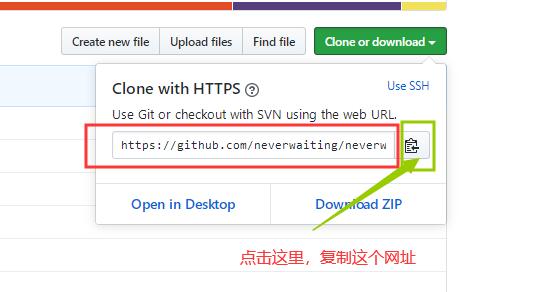 Create new file Upload files Find file Clone or download
Clone with HTTPS ? Use SSH
Use Git or checkout with SVN using the web URL.
https://github.com/neverwaiting/neverw
Open in Desktop Download ZIP
点击这里，复制这个网址